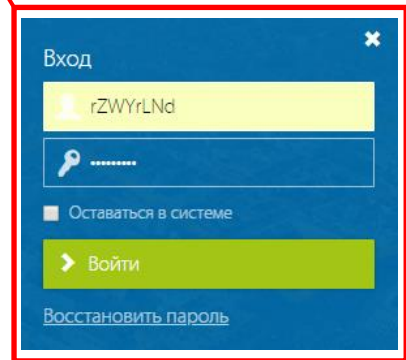 Вход
rZWYrLNd
•••••••••
Оставаться в системе
Войти
Восстановить пароль